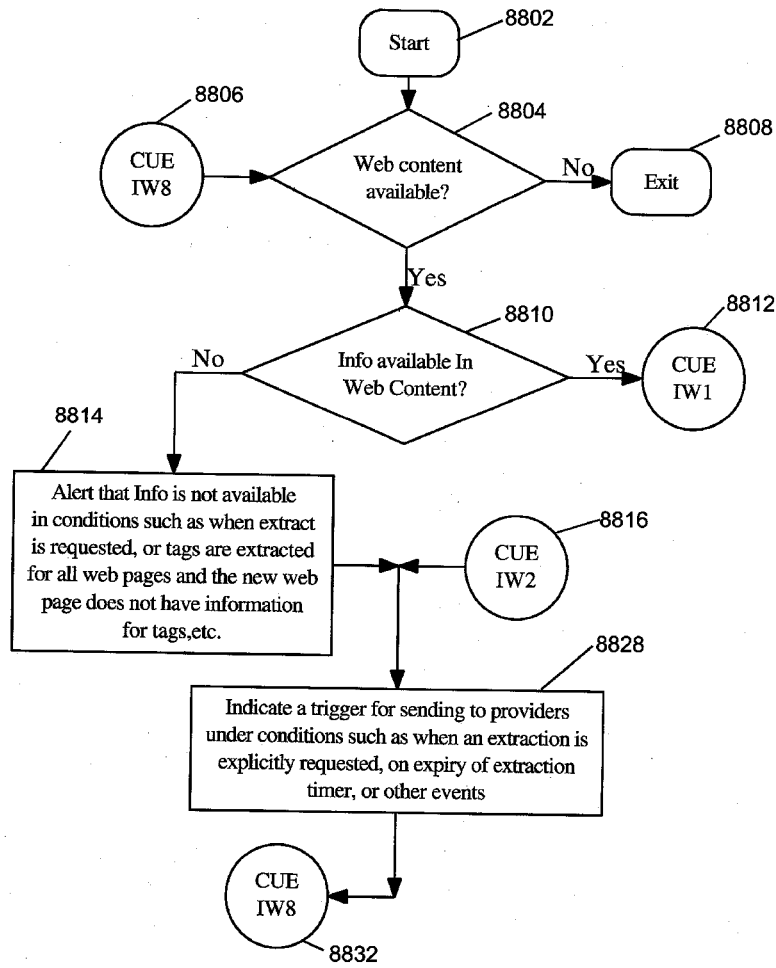 8802
Start
8806
8804
8808
CUE
IW8
Web content
available?
No
Exit
Yes
8810
8812
No
Info available In
Web Content?
Yes
CUE
IW1
8814
Alert that Info is not available
in conditions such as when extract
is requested, or tags are extracted
for all web pages and the new web
page does not have information
for tags,etc.
8816
CUE
IW2
8828
Indicate a trigger for sending to providers
under conditions such as when an extraction is
explicitly requested, on expiry of extraction
timer, or other events
CUE
IW8
8832